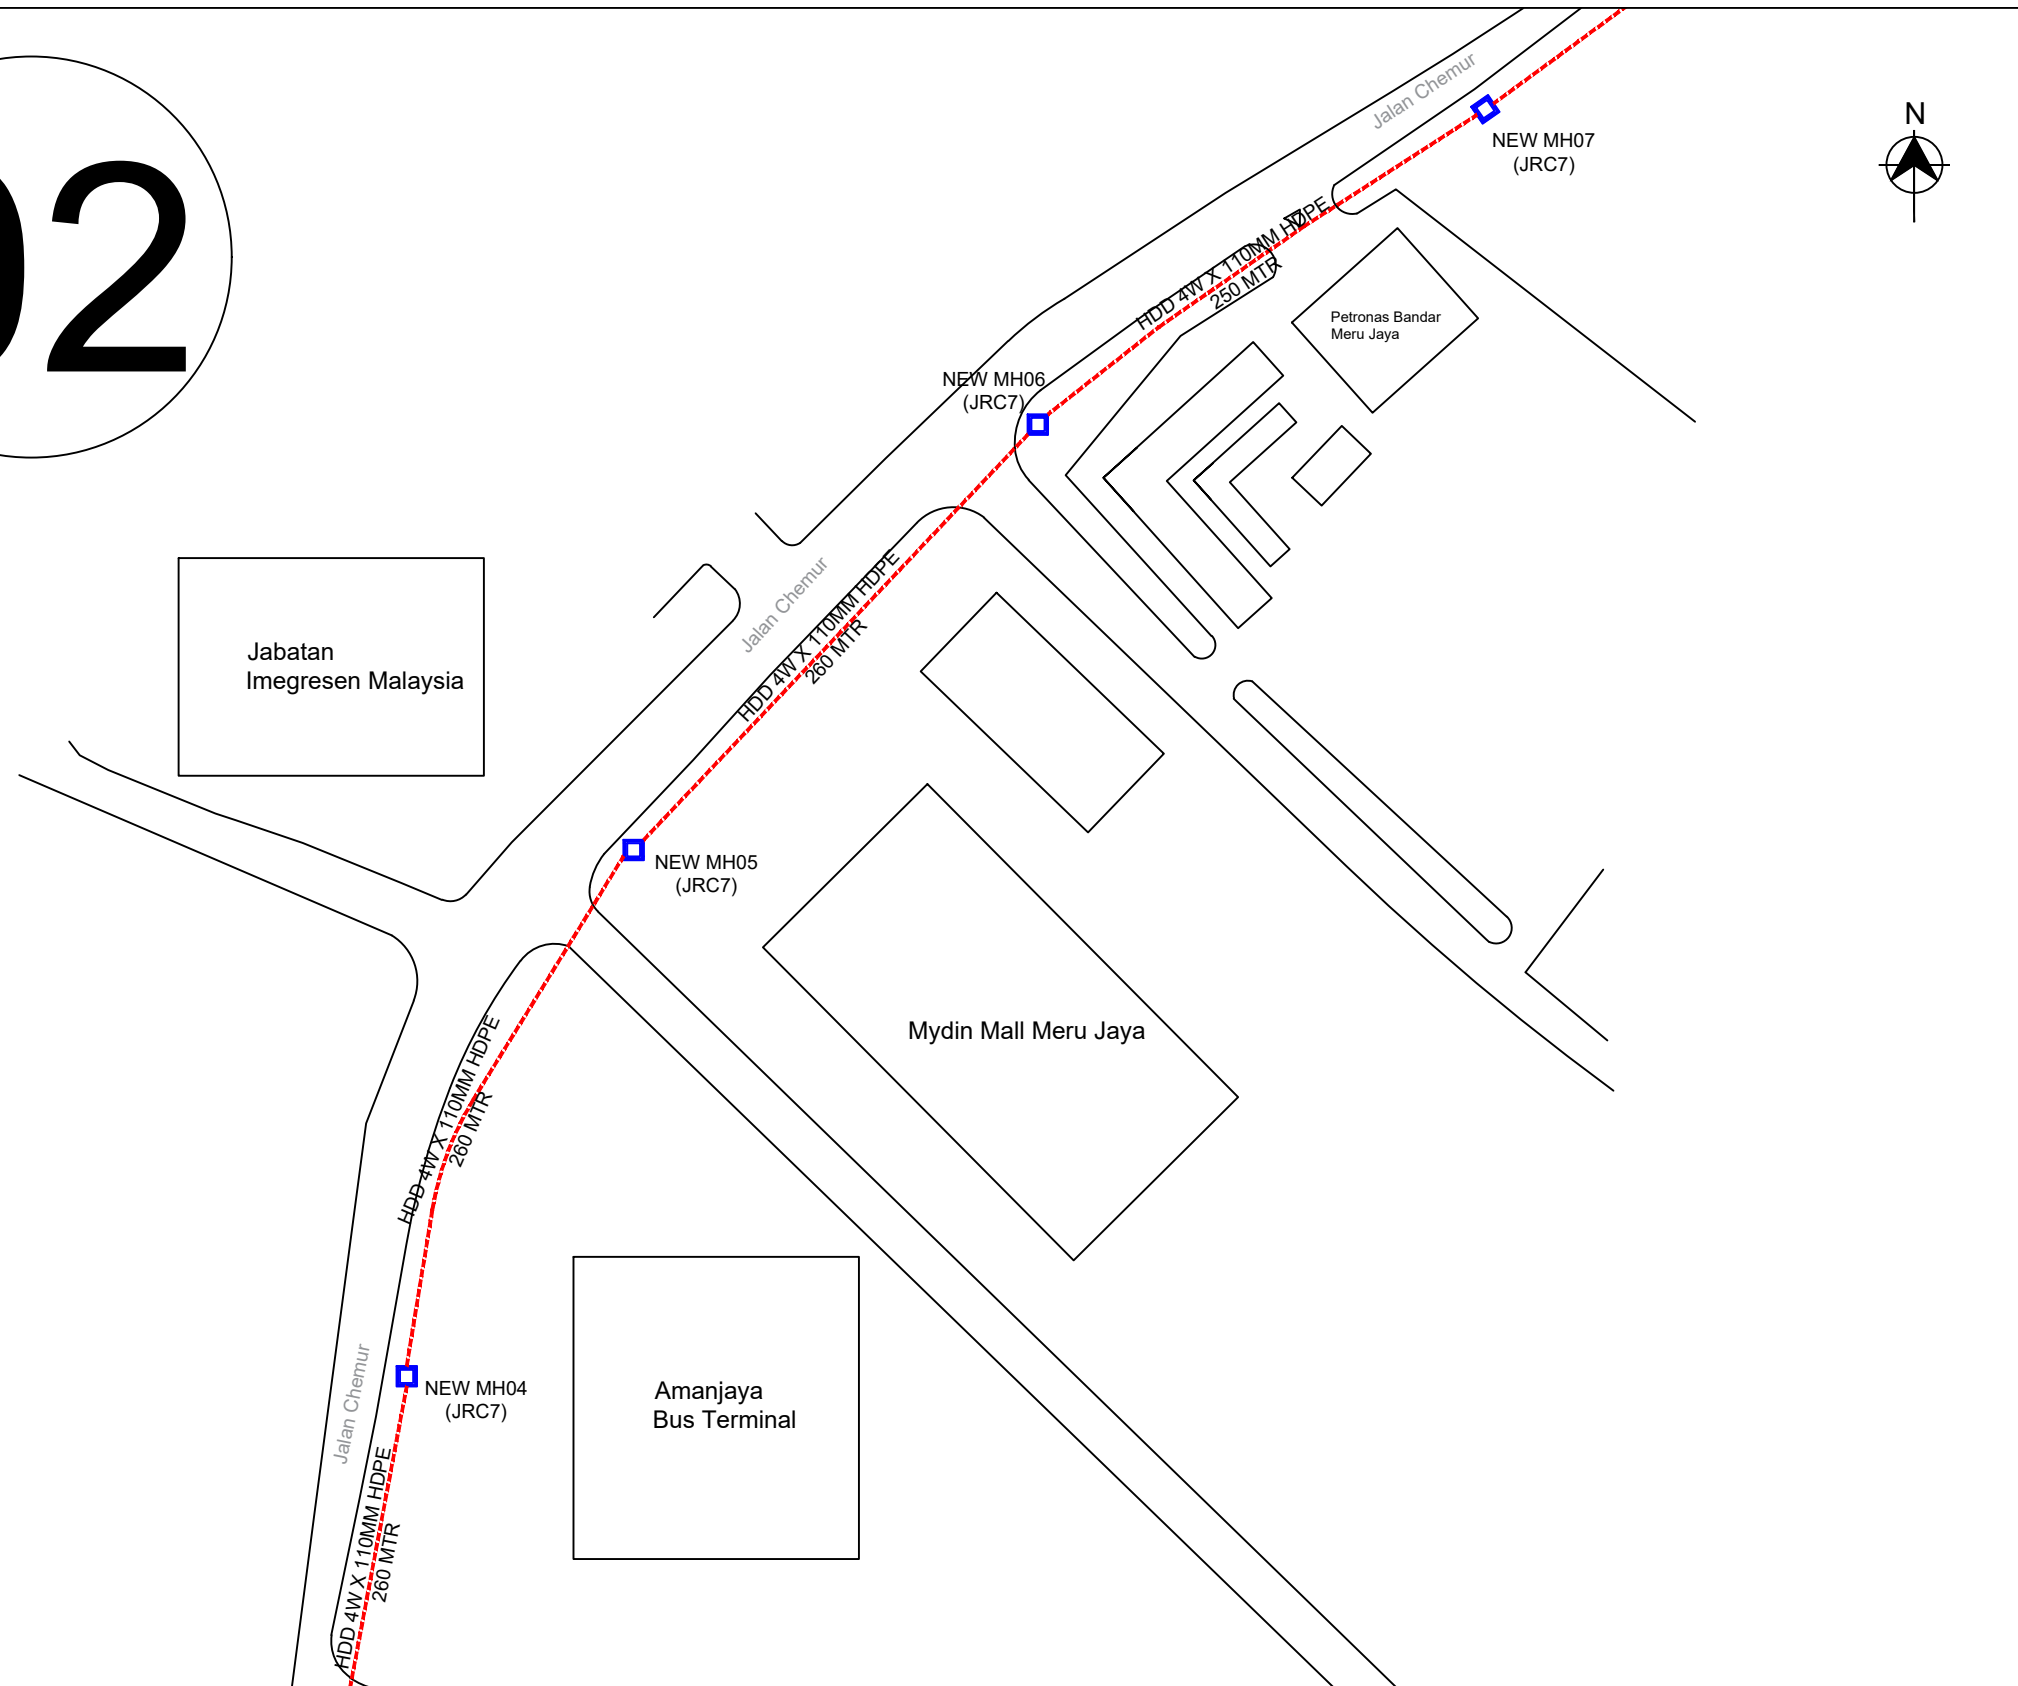 02
Jalan Chemur
N
NEW MH07
(JRC7)
HDD 4W X 110MM HDPE
250 MTR
Petronas Bandar
Meru Jaya
NEW MH06
(JRC7)
Jalan Chemur
HDD 4W X 110MM HDPE
260 MTR
Jabatan
Imegresen Malaysia
NEW MH05
(JRC7)
Mydin Mall Meru Jaya
HDD 4W X 110MM HDPE
260 MTR
Jalan Chemur
NEW MH04
(JRC7)
Amanjaya
Bus Terminal
HDD 4W X 110MM HDPE
260 MTR